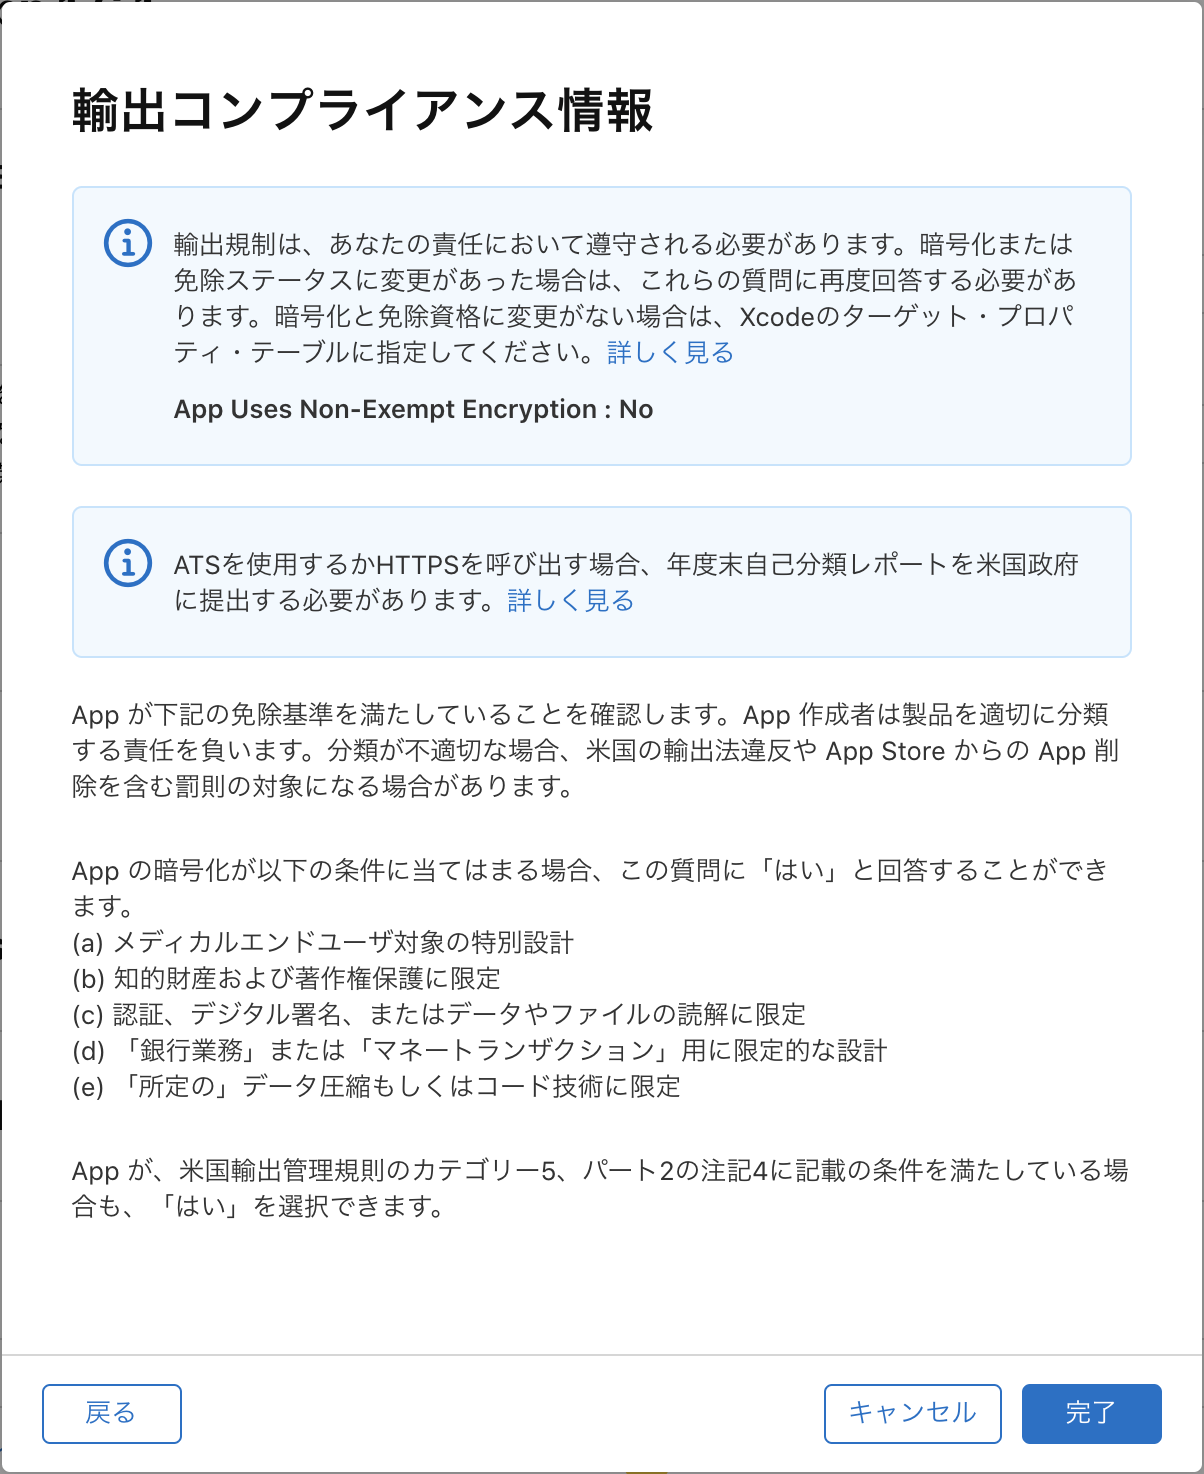 輸出コンプライアンス情報
輸出規制は、あなたの責任において遵守される必要があります。暗号化または
免除ステータスに変更があった場合は、これらの質問に再度回答する必要があ
ります。暗号化と免除資格に変更がない場合は、Xcodeのターゲット・プロパ
ティ・テーブルに指定してください。詳しく見る
App Uses Non-Exempt Encryption : No
ATSを使用するかHTTPSを呼び出す場合、年度末自己分類レポートを米国政府
に提出する必要があります。詳しく見る
App が下記の免除基準を満たしていることを確認します。App 作成者は製品を適切に分類
する責任を負います。分類が不適切な場合、米国の輸出法違反や App Store からの App 削
除を含む罰則の対象になる場合があります。
App の暗号化が以下の条件に当てはまる場合、この質問に「はい」と回答することができ
ます。
(a) メディカルエンドユーザ対象の特別設計
(b) 知的財産および著作権保護に限定
(c) 認証、デジタル署名、またはデータやファイルの読解に限定
(d) 「銀行業務」または「マネートランザクション」用に限定的な設計
(e) 「所定の」データ圧縮もしくはコード技術に限定
App が、米国輸出管理規則のカテゴリー5、パート2の注記4に記載の条件を満たしている場
合も、「はい」を選択できます。
戻る
キャンセル
完了